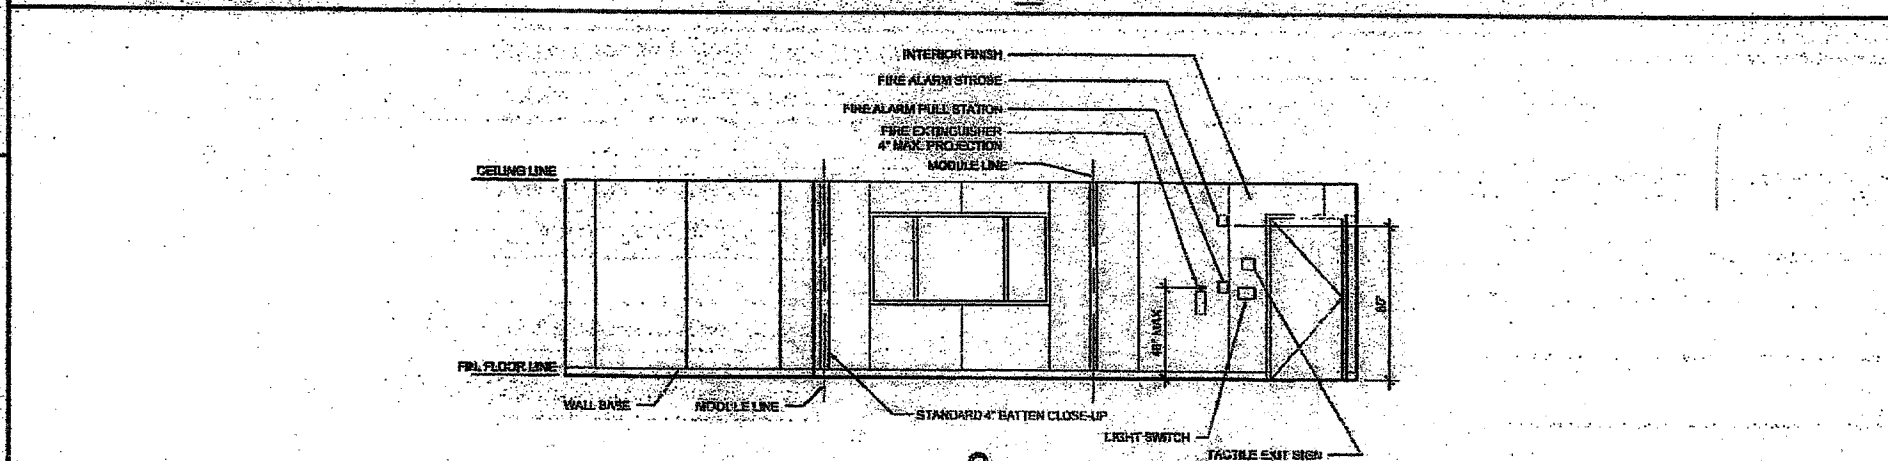 INTERIOR FINISH
FIRE ALARM STROBE
FIRE ALARM PULL STATION
FIRE EXTINGUISHER
4" MAX. PROJECTION
MODULE LINE
CEILING LINE
48" MAX.
80"
FIN. FLOOR LINE
WALL BASE
MODULE LINE
STANDARD 4" BATTEN CLOSE-UP
LIGHT SWITCH
TACTILE EXIT SIGN